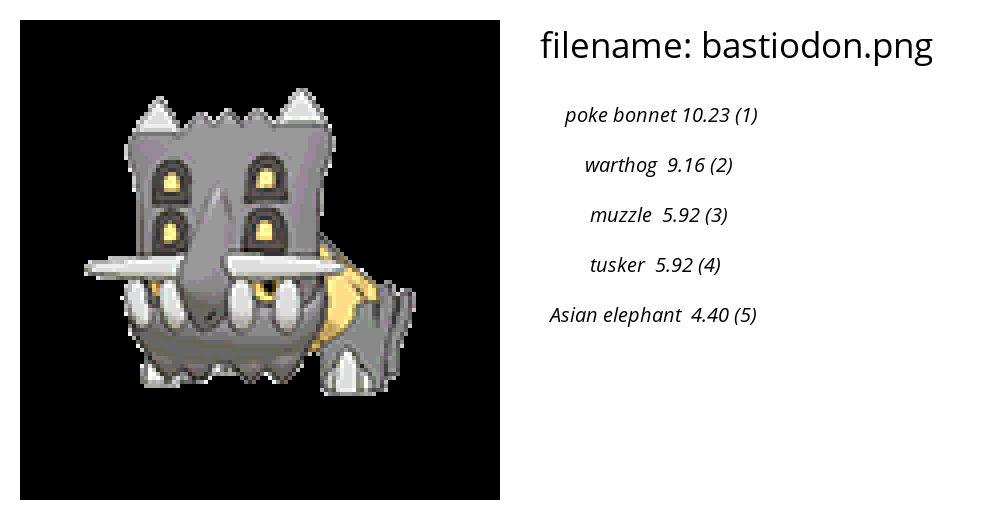 filename: bastiodon.png
poke bonnet 10.23 (1)
warthog 9.16 (2)
muzzle 5.92 (3)
tusker 5.92 (4)
Asian elephant 4.40 (5)